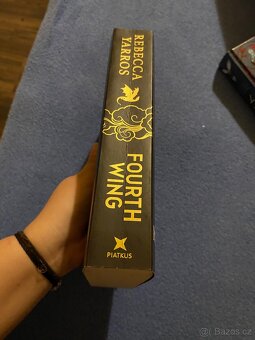 REBECCA
YARROS
FOURTH
WING
PIATKUS
© Bazos.cz